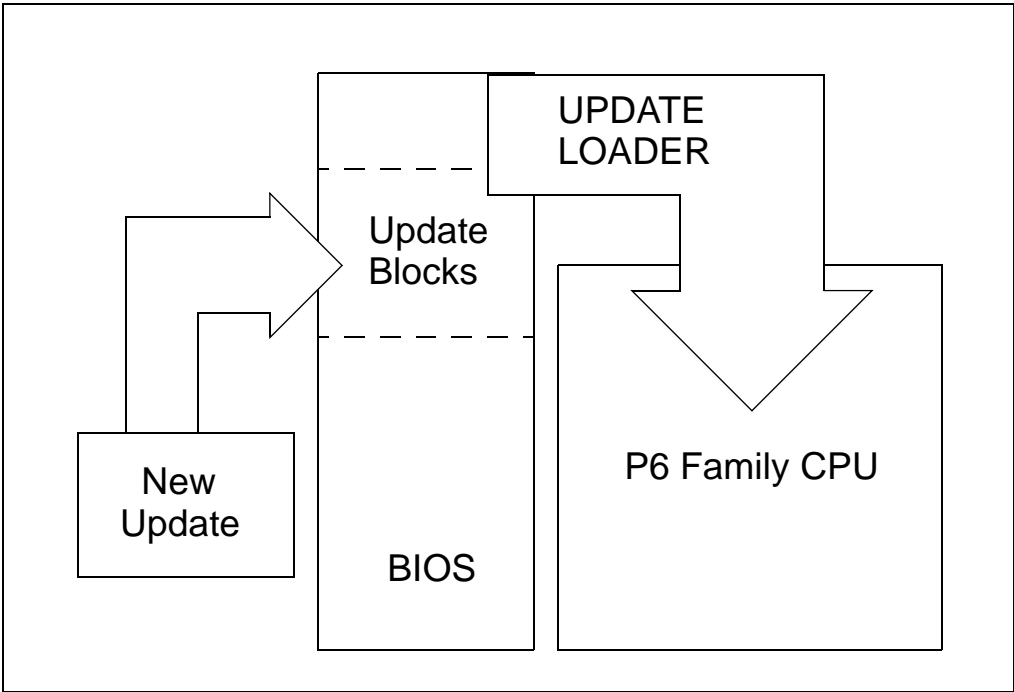 UPDATE
LOADER
Update
Blocks
New
Update
P6 Family CPU
BIOS